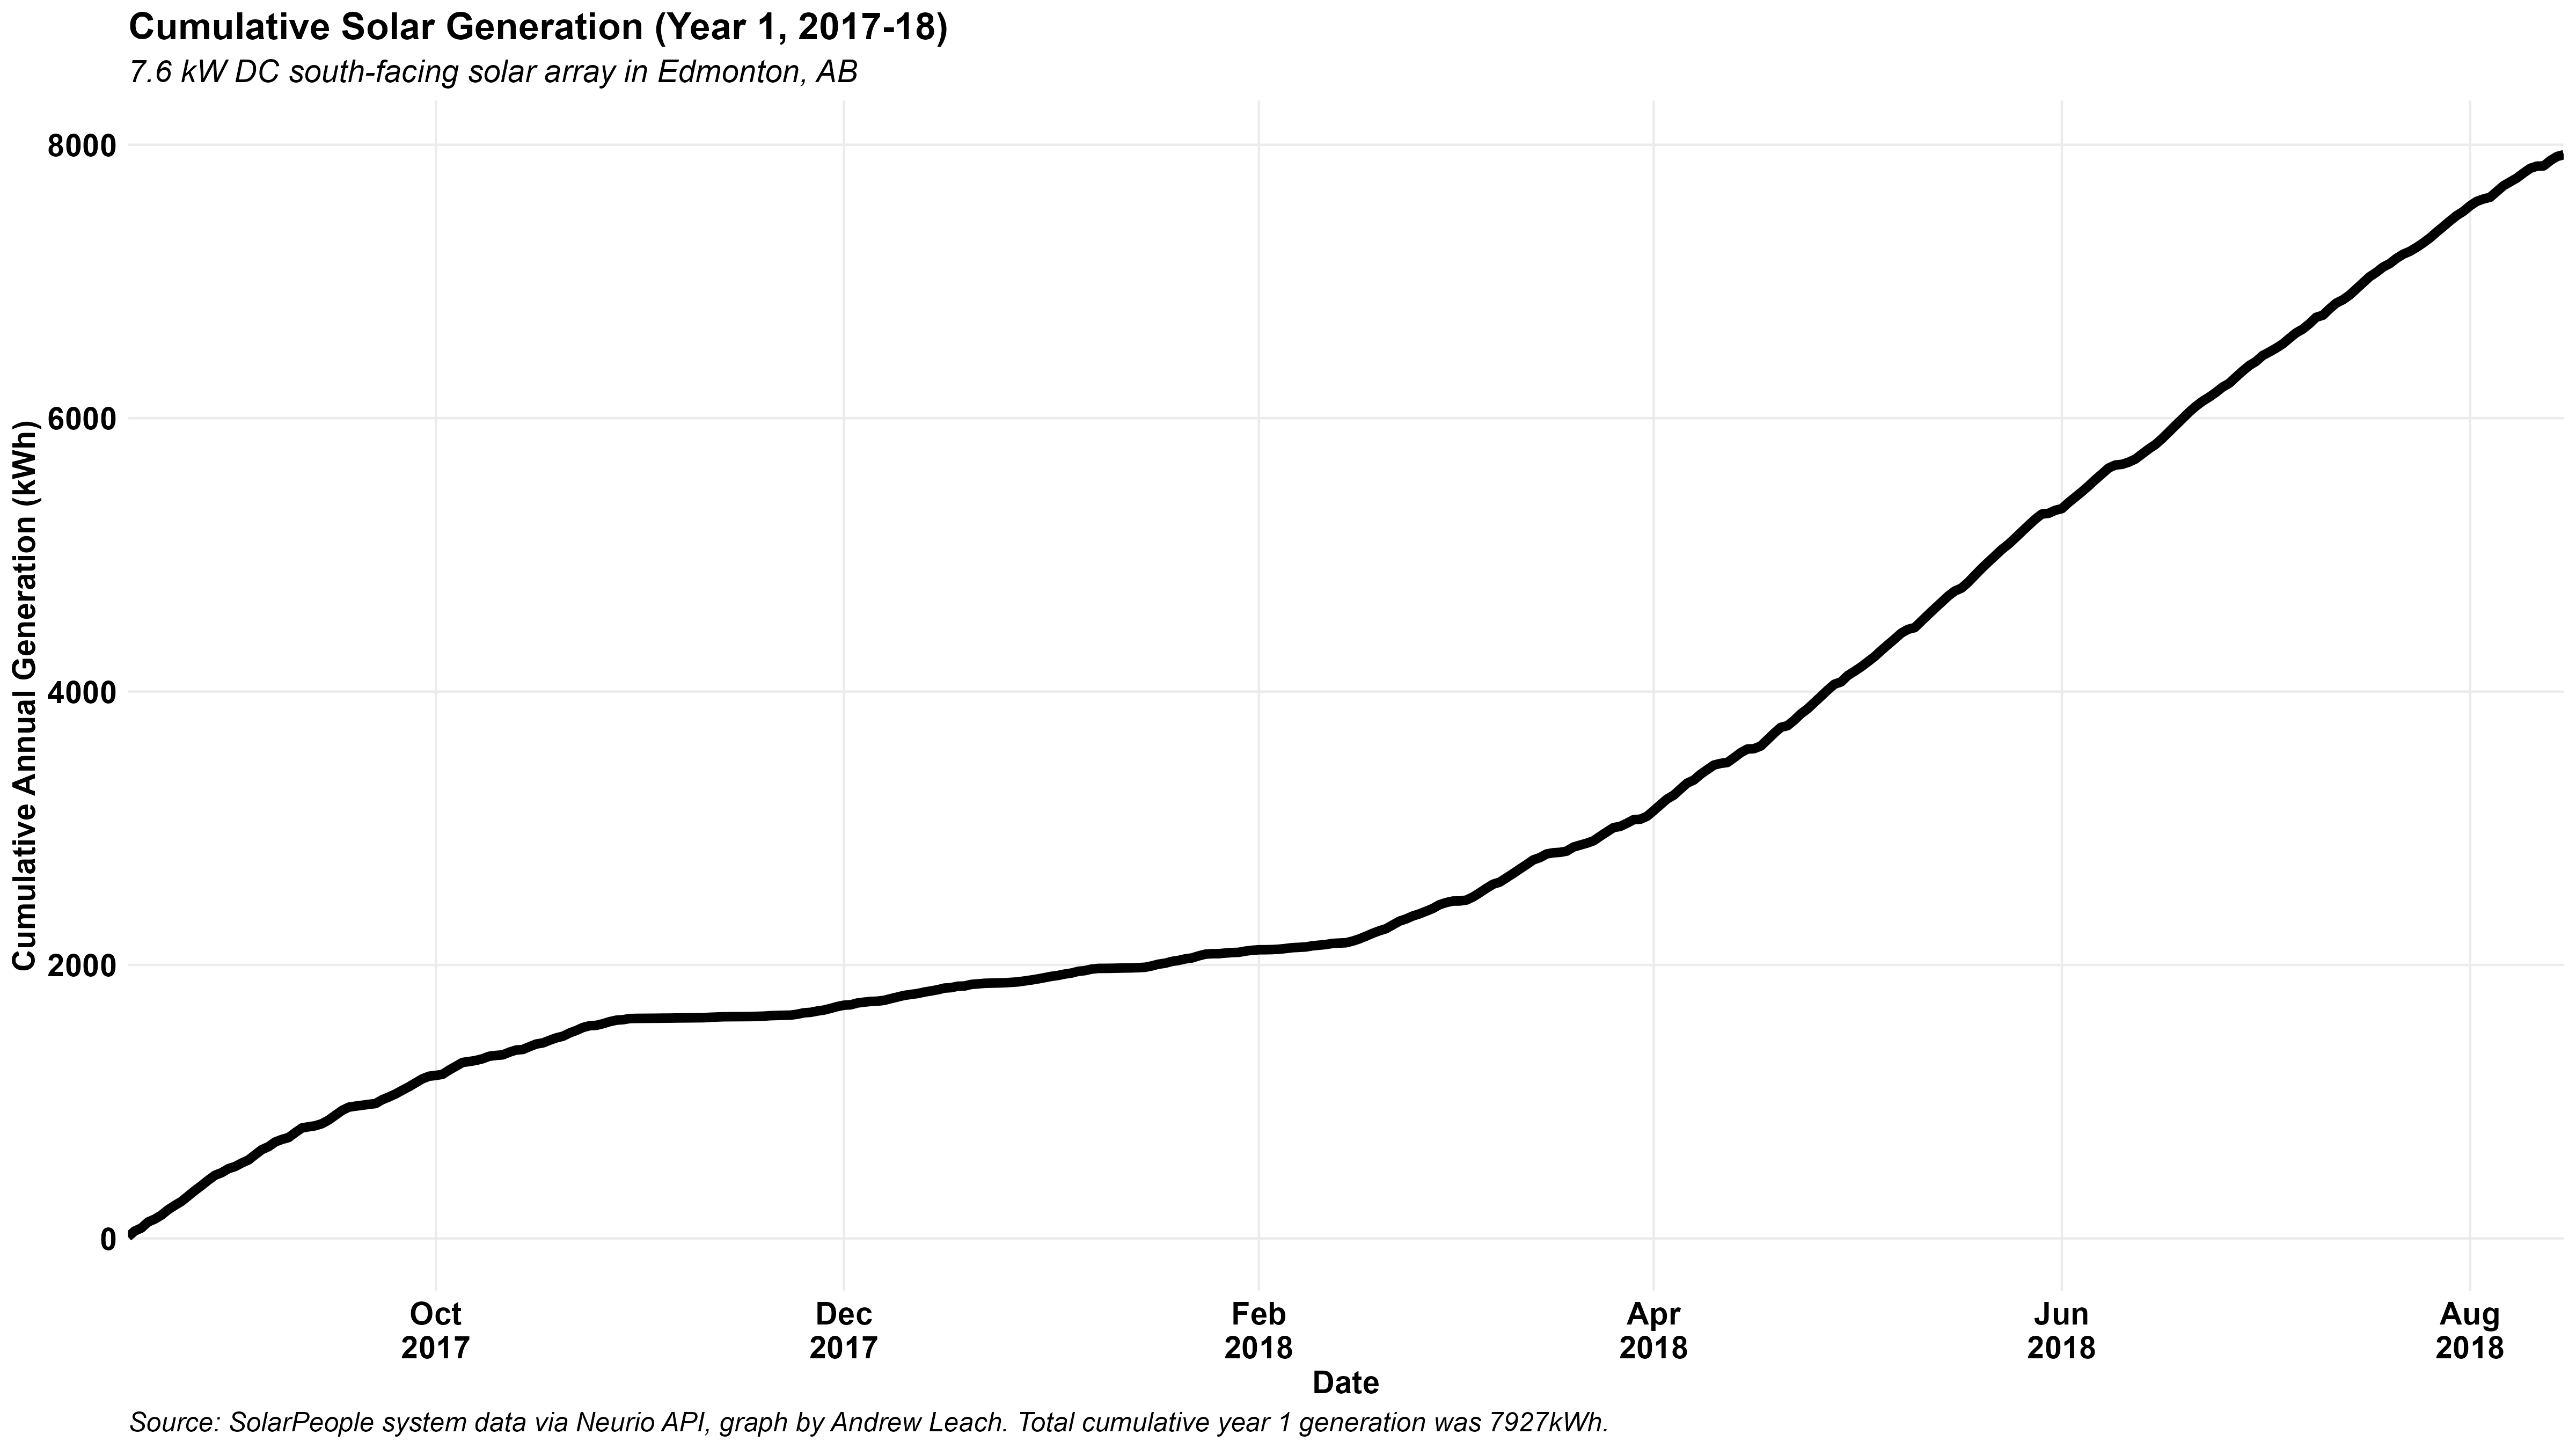 Cumulative Solar Generation (Year 1, 2017-18)
7.6 kW DC south-facing solar array in Edmonton, AB
Cumulative Annual Generation (kWh)
8000
6000
4000
2000
0
Oct
2017
Dec
2017
Feb
2018
Apr
2018
Jun
2018
Aug
2018
Date
Source: SolarPeople system data via Neurio API, graph by Andrew Leach. Total cumulative year 1 generation was 7927kWh.